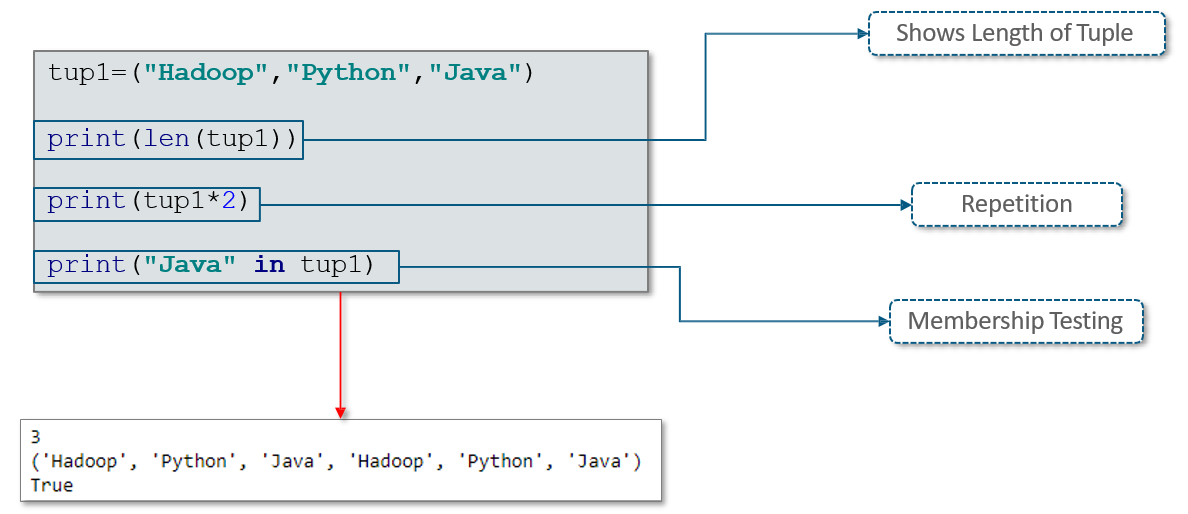 Shows Length of Tuple
tup1=("Hadoop","Python","Java")
print(len(tup1))
print(tup1*2)
Repetition
print("Java" in tup1)
Membership Testing
3
('Hadoop', 'Python', 'Java', 'Hadoop', 'Python', 'Java')
True